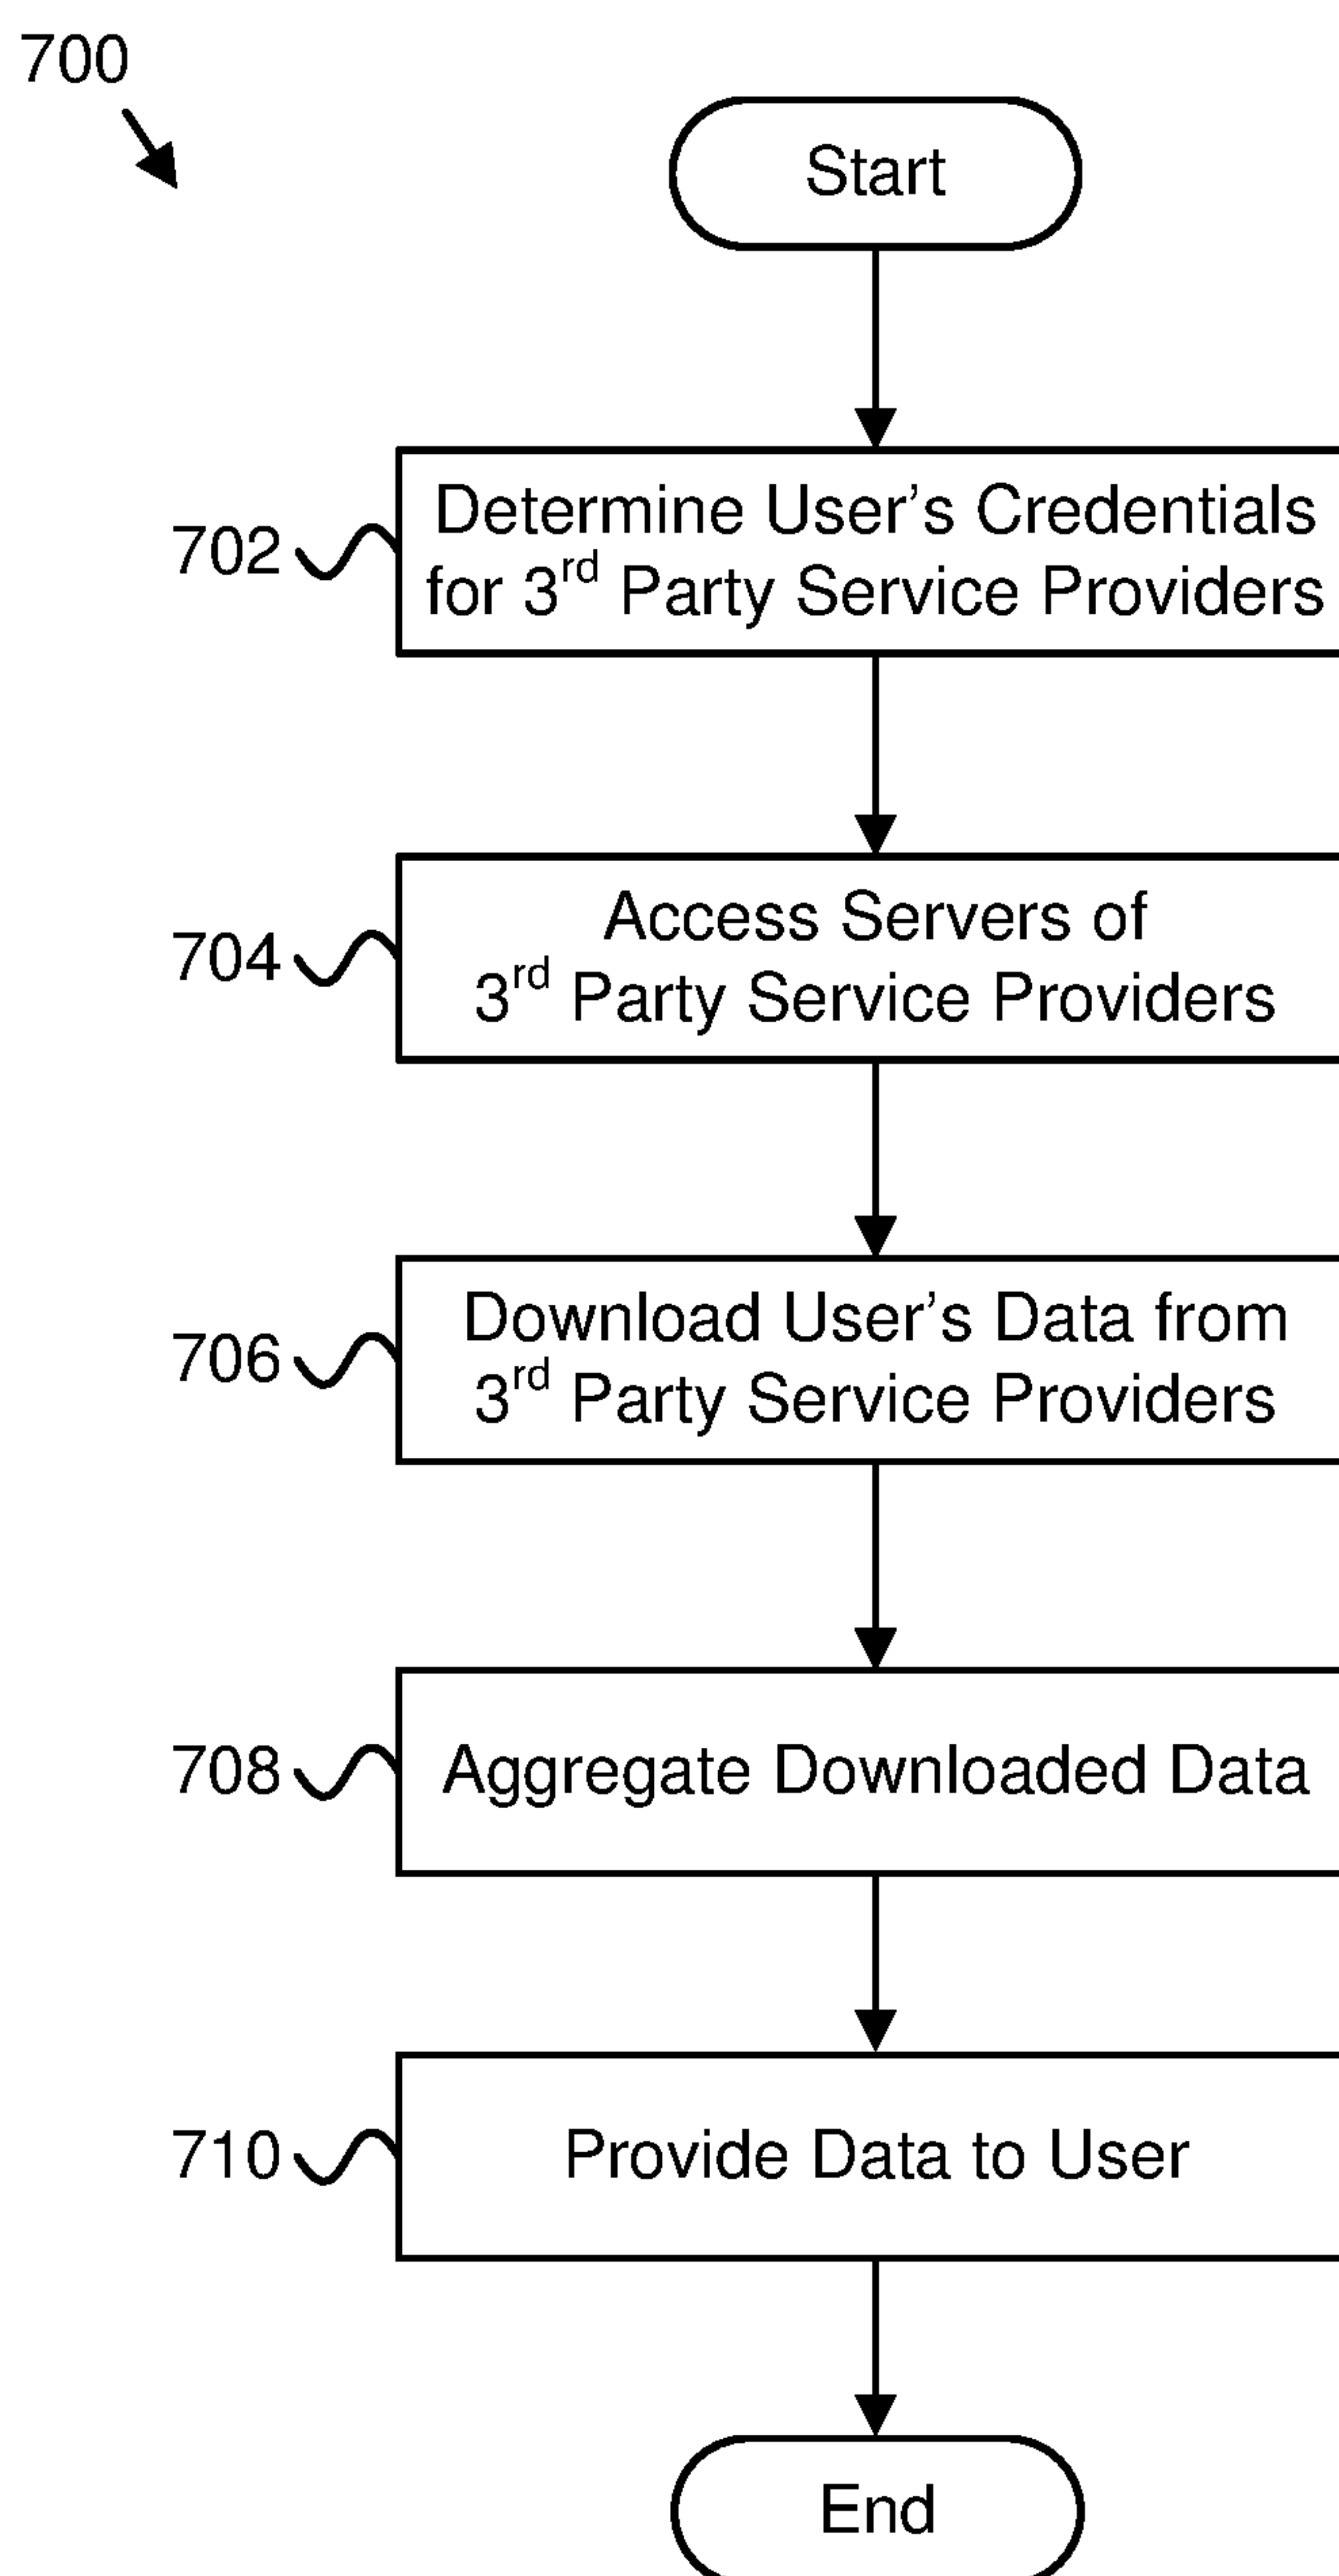 700
Start
702
Determine User's Credentials
for 3rd Party Service Providers
704
Access Servers of
3rd Party Service Providers
706
Download User's Data from
3rd Party Service Providers
708
Aggregate Downloaded Data
710
Provide Data to User
End